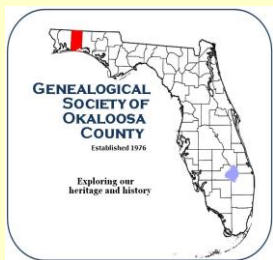 GENEALOGICAL
SOCIETY OF
OKALOOSA
COUNTY
Established 1976
Exploring our
heritage and history